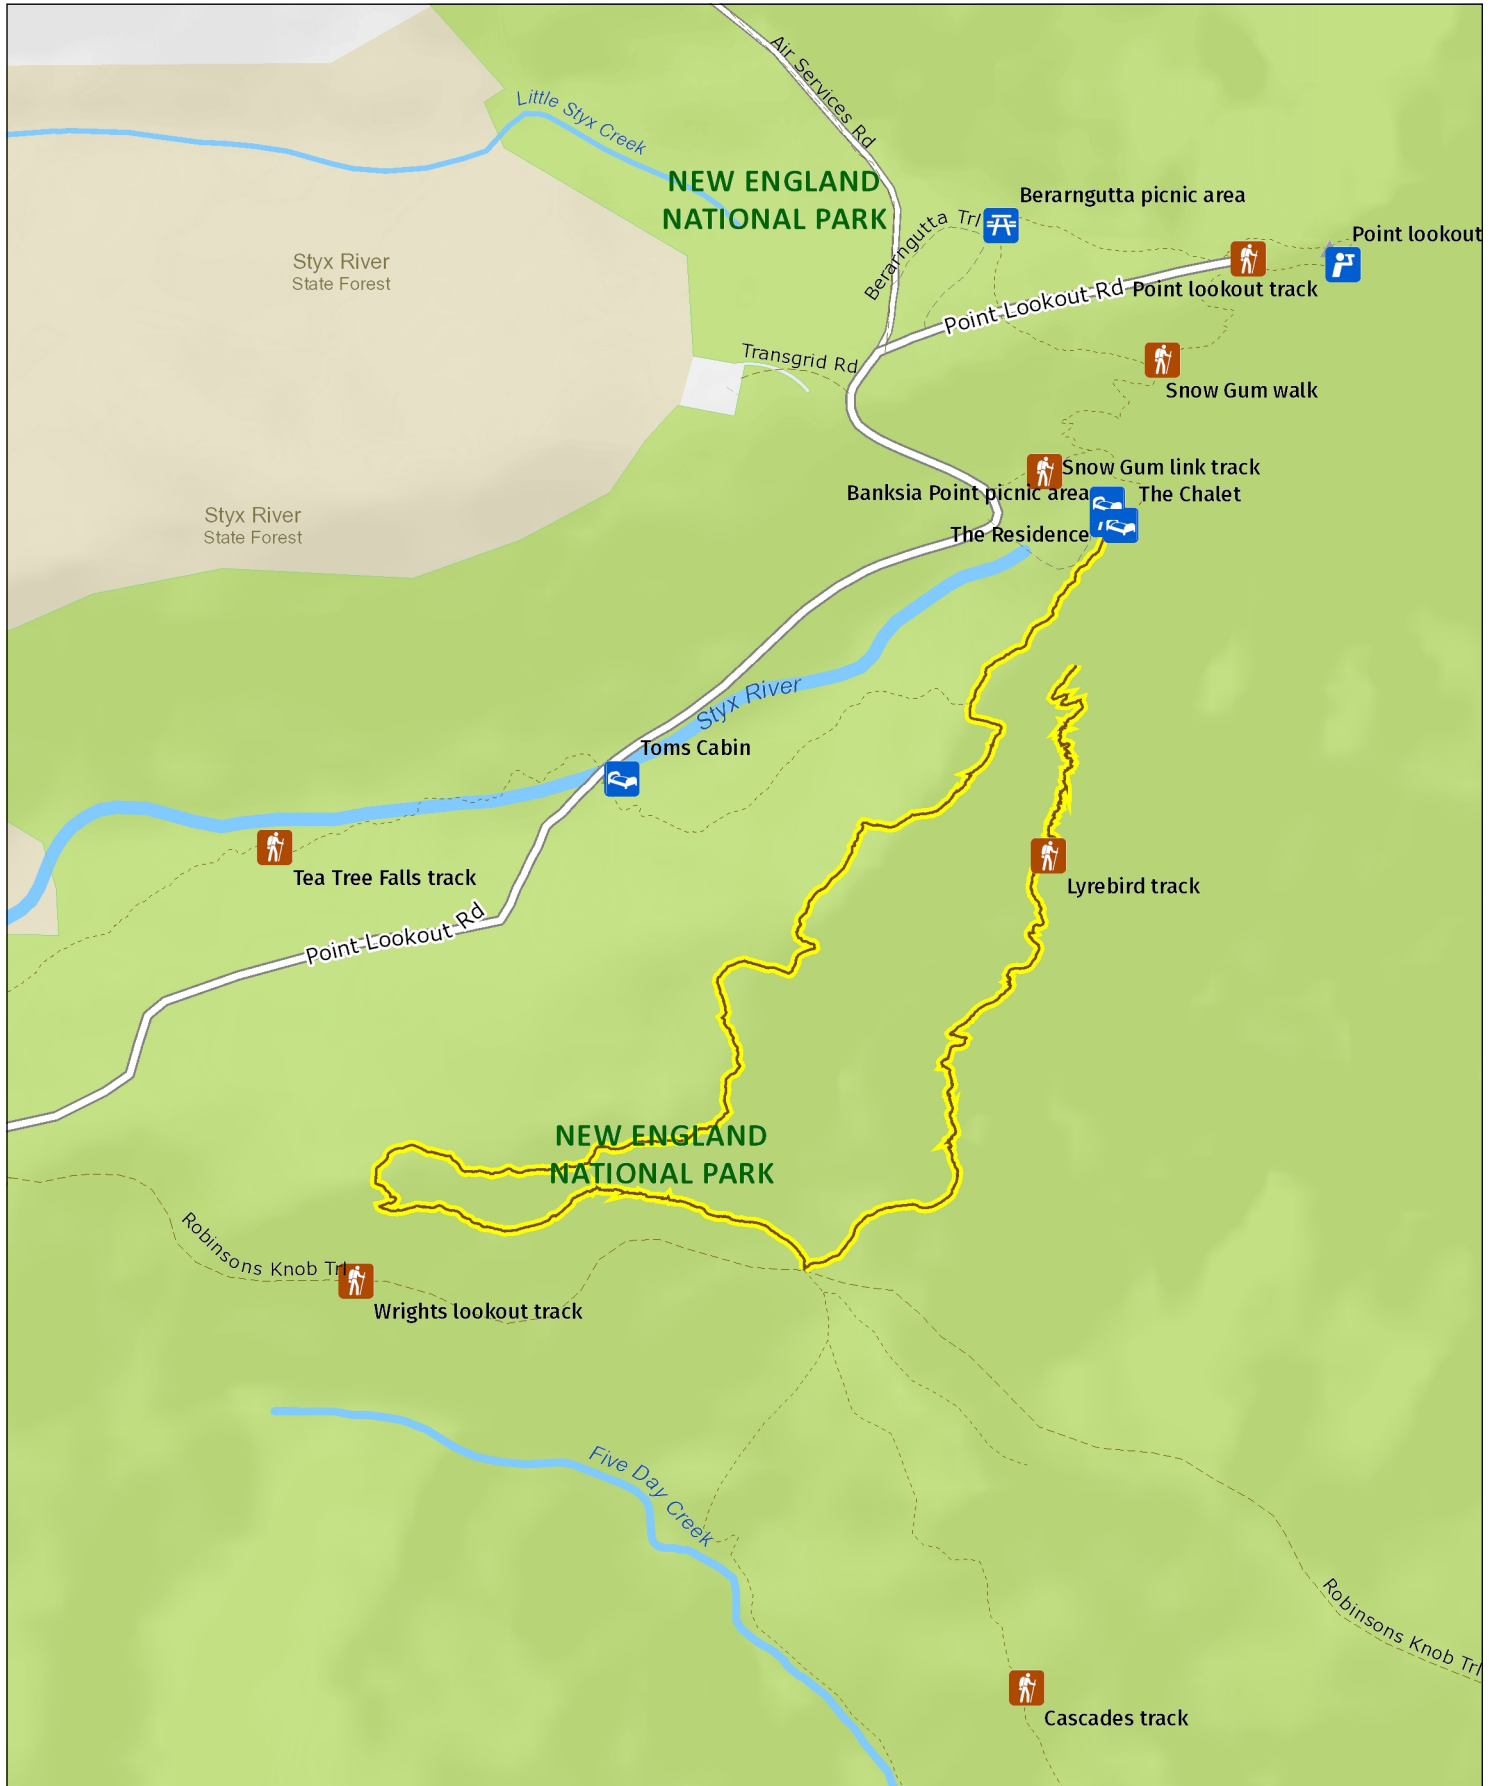 Air Services Rd
Little Styx Creek
NEW ENGLAND
NATIONAL PARK
Berarngutta picnic area
Berarngutta Trl
Point lookout
Styx River
State Forest
Point Lookout Rd
Point lookout track
Transgrid Rd
Snow Gum walk
Snow Gum link track
Banksia Point picnic area
The Chalet
Styx River
State Forest
The Residence
Styx River
Toms Cabin
Tea Tree Falls track
Lyrebird track
Point Lookout Rd
NEW ENGLAND
NATIONAL PARK
Robinsons Knob Trl
Wrights lookout track
Five Day Creek
Robinsons Knob Trl
Cascades track